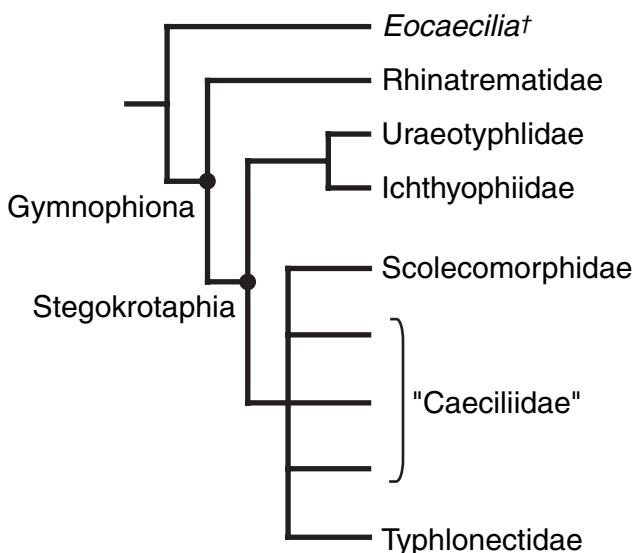 Eocaecilia†
Rhinatrematidae
Uraeotyphlidae
Ichthyophiidae
Gymnophiona
Scolecomorphidae
Stegokrotaphia
"Caeciliidae"
Typhlonectidae